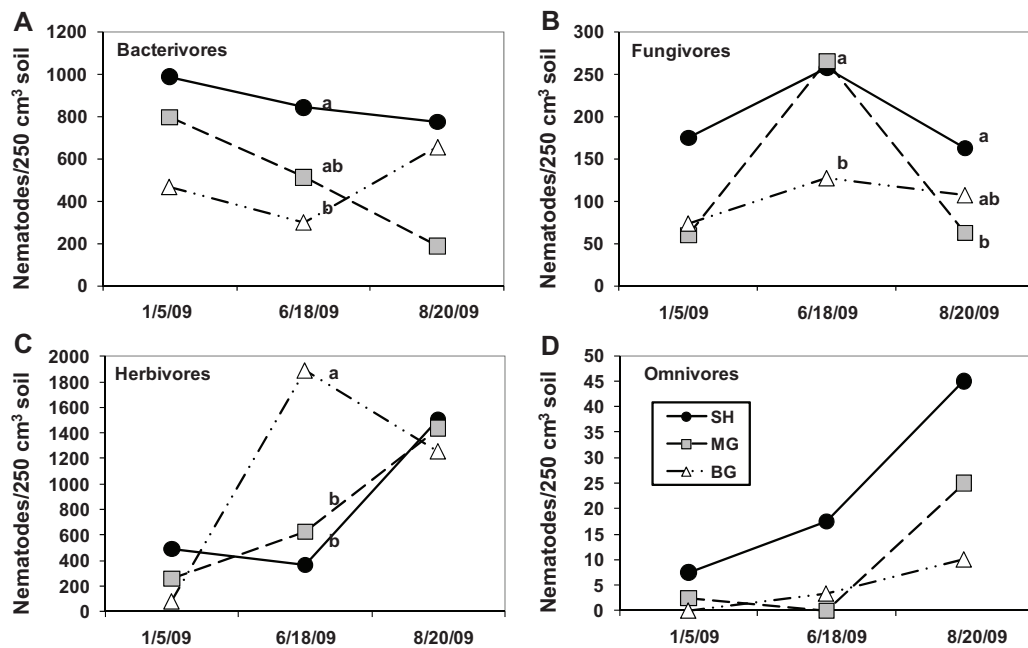 A
Bacterivores
Nematodes/250 cm³ soil
1200
1000
800
600
400
200
0
a
ab
b
1/5/09
6/18/09
8/20/09
B
Fungivores
Nematodes/250 cm³ soil
300
250
200
150
100
50
0
a
b
a
ab
b
1/5/09
6/18/09
8/20/09
C
Herbivores
Nematodes/250 cm³ soil
2000
1800
1600
1400
1200
1000
800
600
400
200
0
a
b
b
1/5/09
6/18/09
8/20/09
D
Omnivores
Nematodes/250 cm³ soil
50
45
40
35
30
25
20
15
10
5
0
SH
MG
BG
1/5/09
6/18/09
8/20/09